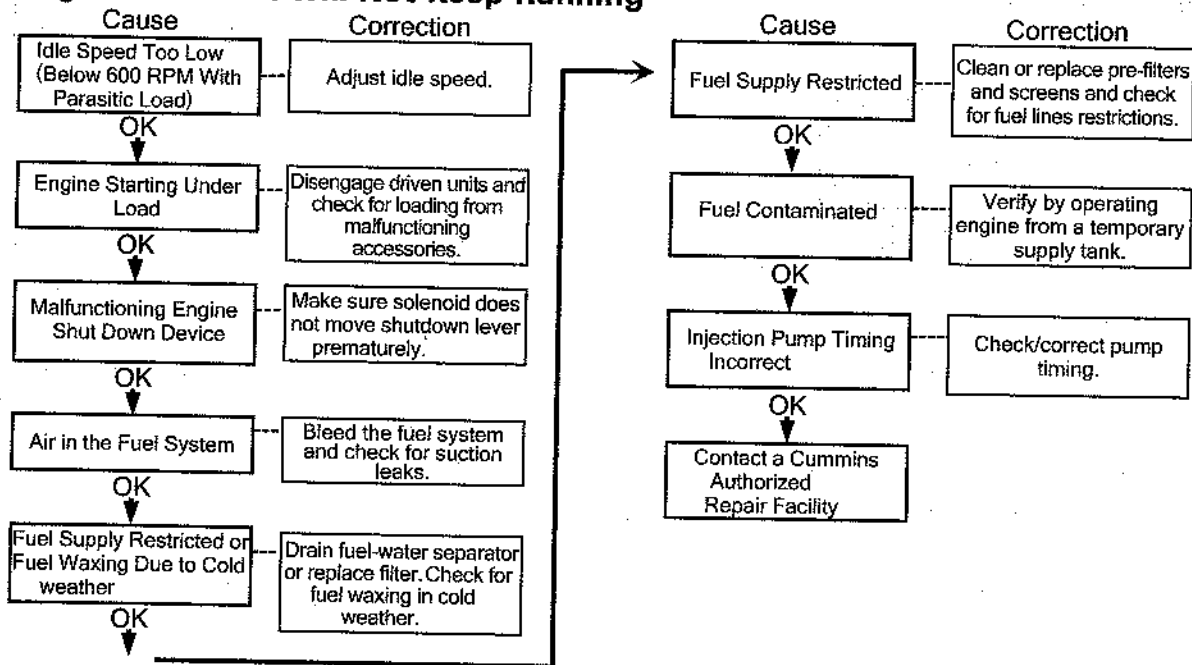 Not Keep Running
Cause
Correction
Idle Speed Too Low
(Below 600 RPM With
Parasitic Load)
Adjust idle speed.
OK
Engine Starting Under
Load
Disengage driven units and
check for loading from
malfunctioning
accessories.
OK
Malfunctioning Engine
Shut Down Device
Make sure solenoid does
not move shutdown lever
prematurely.
OK
Air in the Fuel System
Bleed the fuel system
and check for suction
leaks.
OK
Fuel Supply Restricted or
Fuel Waxing Due to Cold
weather
Drain fuel-water separator
or replace filter. Check for
fuel waxing in cold
weather.
OK
Cause
Correction
Fuel Supply Restricted
Clean or replace pre-filters
and screens and check
for fuel lines restrictions.
OK
Fuel Contaminated
Verify by operating
engine from a temporary
supply tank.
OK
Injection Pump Timing
Incorrect
Check/correct pump
timing.
OK
Contact a Cummins
Authorized
Repair Facility